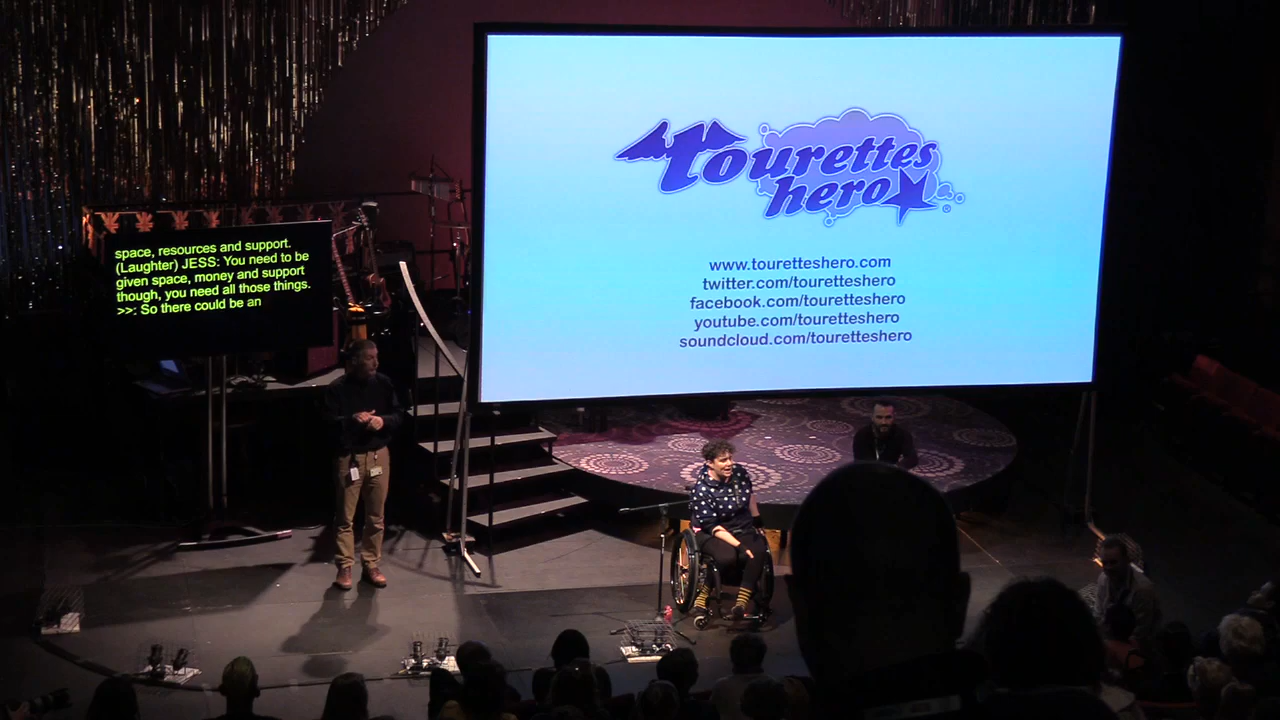 space, resources and support.
(Laughter) JESS: You need to be
given space, money and support
though, you need all those things.
>>: So there could be an
tourettes
hero
www.touretteshero.com
twitter.com/touretteshero
facebook.com/touretteshero
youtube.com/touretteshero
soundcloud.com/touretteshero